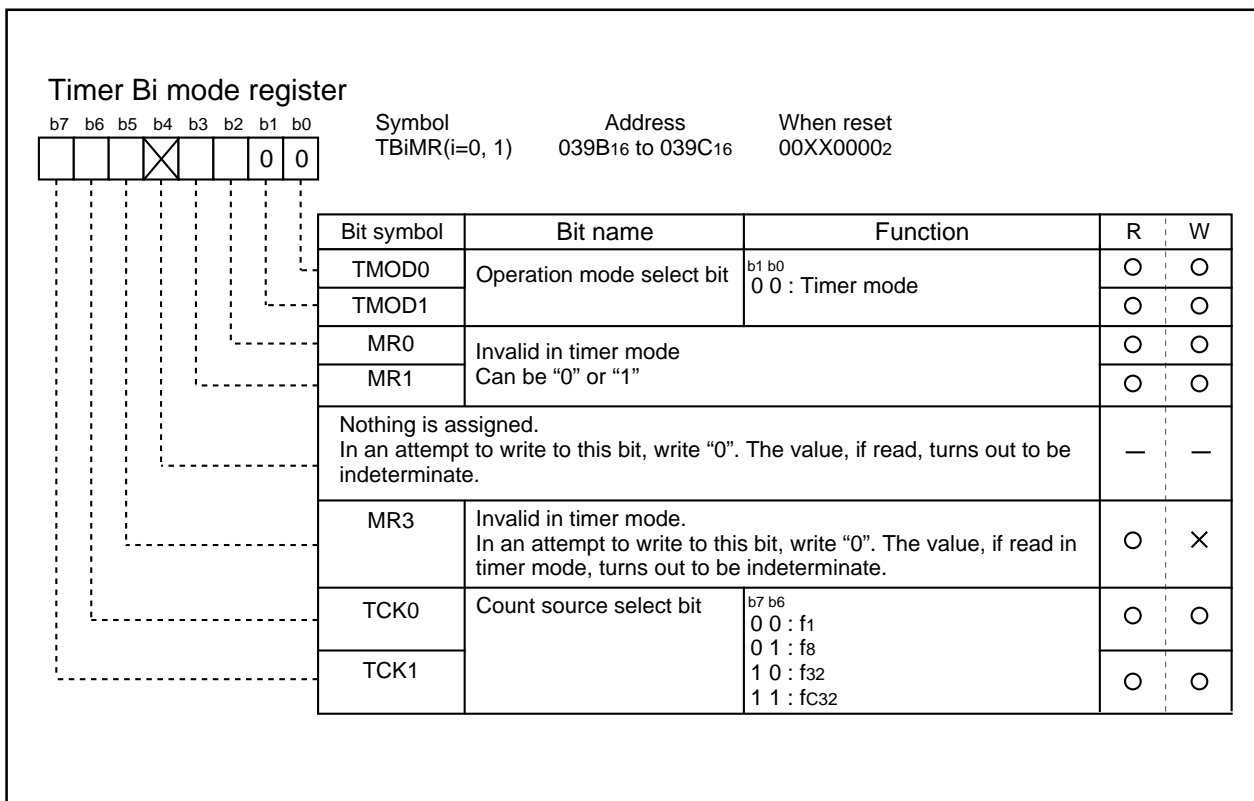 Timer Bi mode register
b7 b6 b5 b4 b3 b2 b1 b0
0 0
Symbol Address When reset
TBiMR(i=0, 1) 039B16 to 039C16 00XX00002
Bit symbol Bit name Function R W
TMOD0 Operation mode select bit b1 b0
0 0 : Timer mode
TMOD1
MR0 Invalid in timer mode
MR1 Can be “0” or “1”
Nothing is assigned.
In an attempt to write to this bit, write “0”. The value, if read, turns out to be
indeterminate.
MR3 Invalid in timer mode.
In an attempt to write to this bit, write “0”. The value, if read in
timer mode, turns out to be indeterminate.
TCK0 Count source select bit b7 b6
0 0 : f1
0 1 : f8
TCK1 1 0 : f32
1 1 : fC32